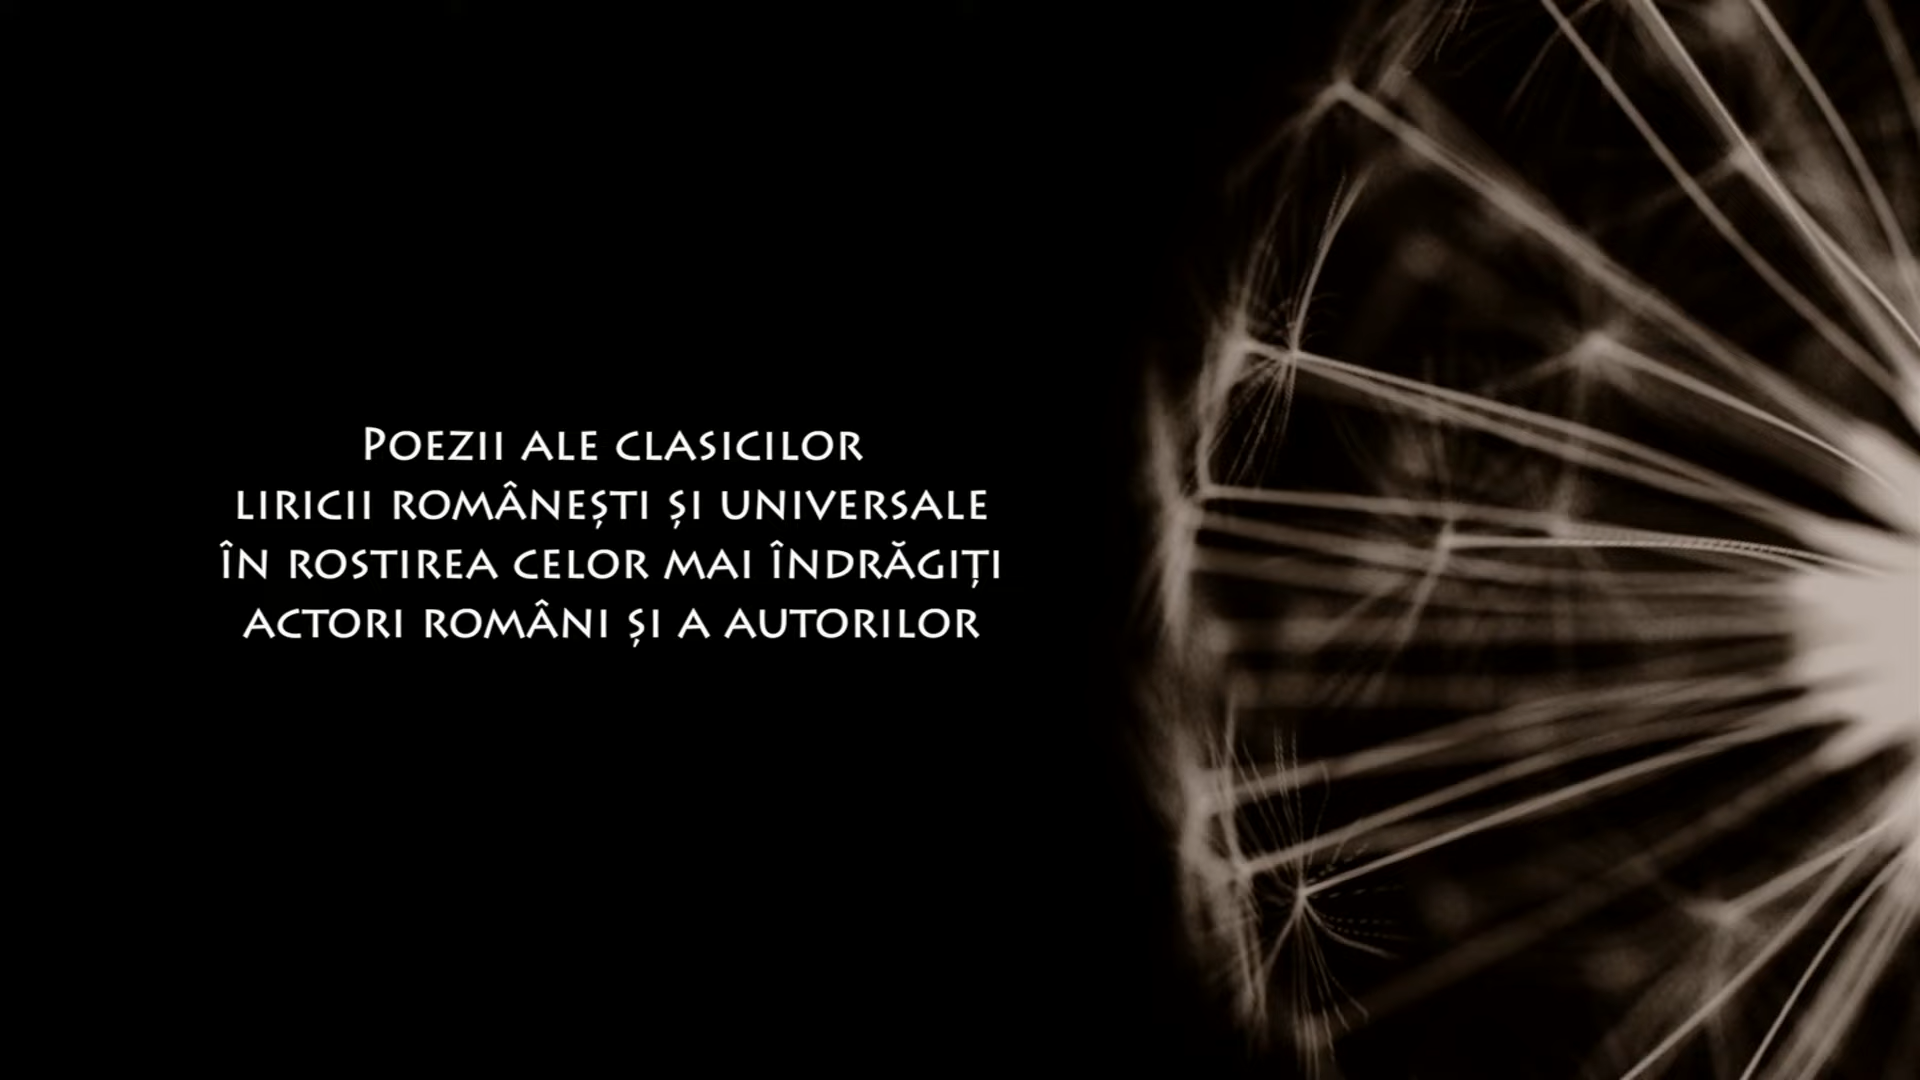 Poezii ale clasicilor
liricii românești și universale
în rostirea celor mai îndrăgiți
actori români și a autorilor